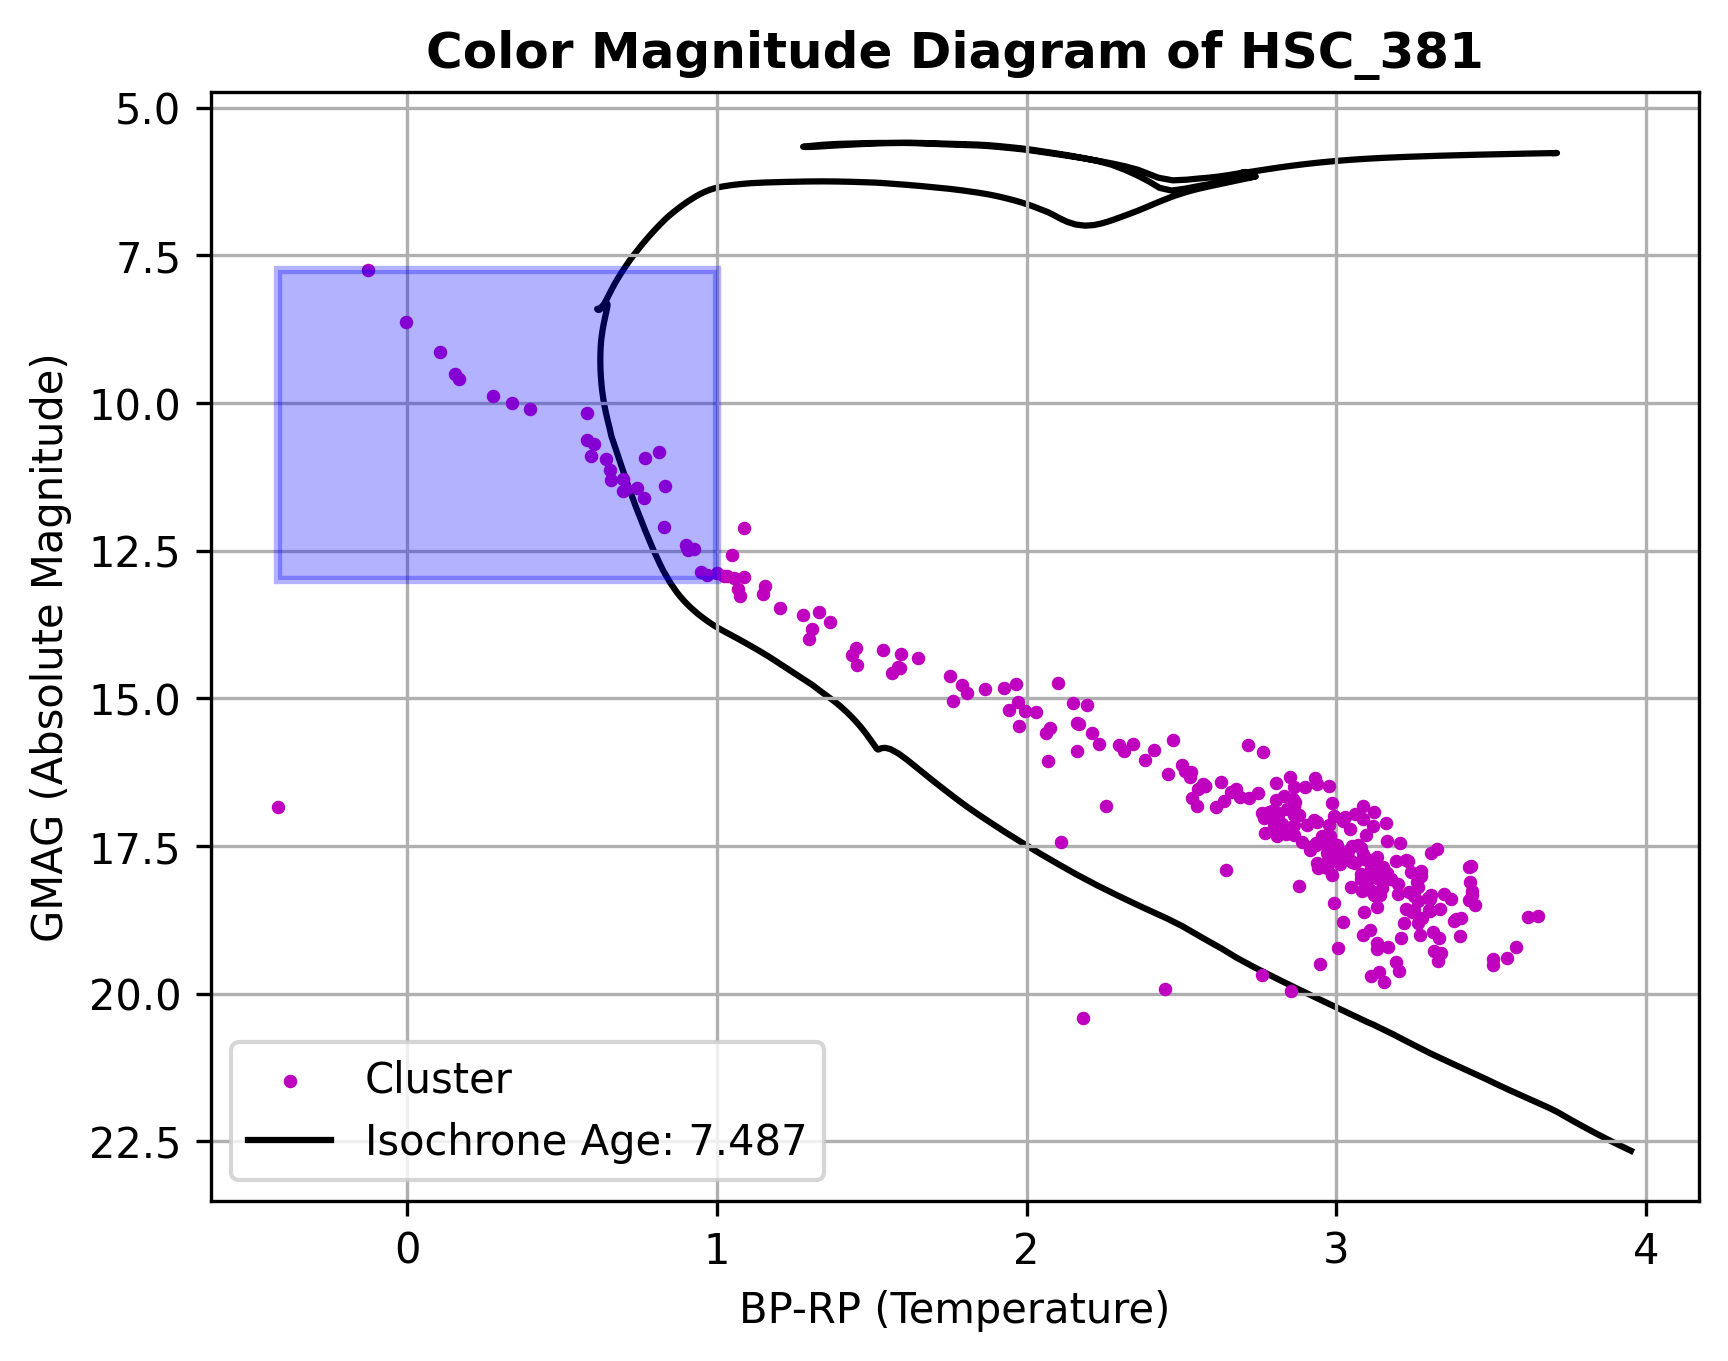 Color Magnitude Diagram of HSC_381
GMAG (Absolute Magnitude)
5.0
7.5
10.0
12.5
15.0
17.5
20.0
22.5
Cluster
Isochrone Age: 7.487
0 1 2 3 4
BP-RP (Temperature)